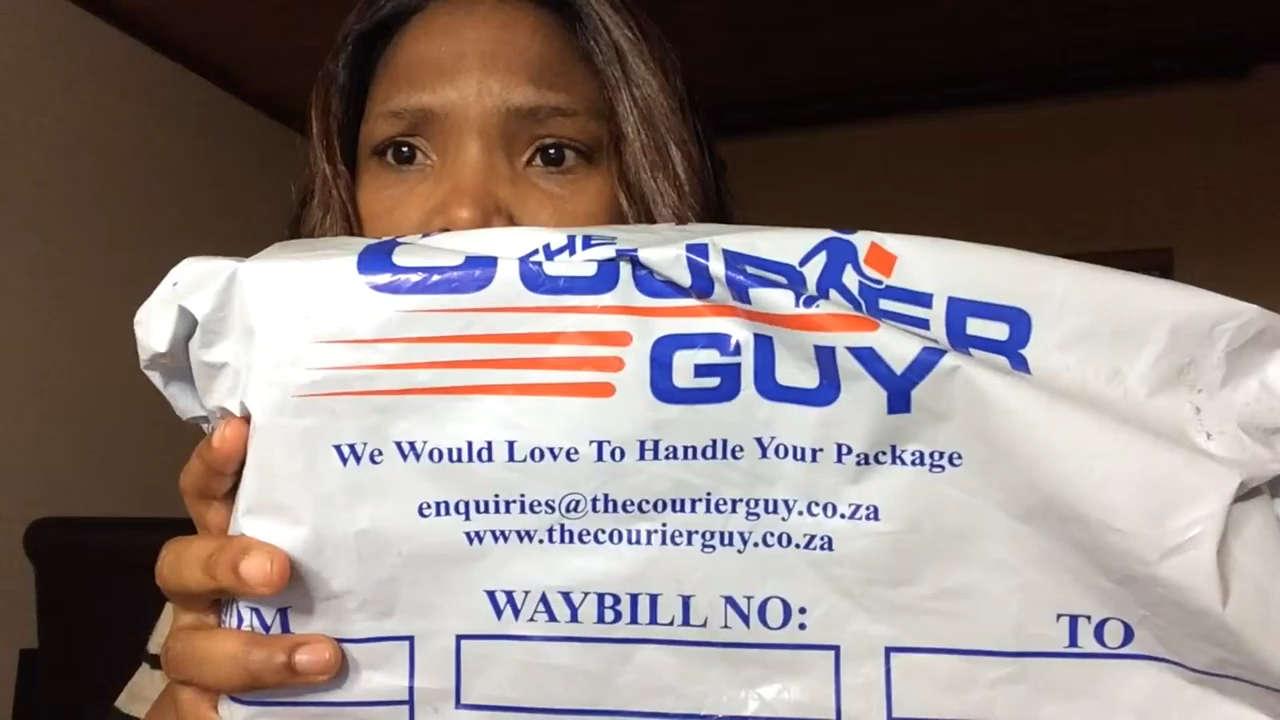 THE
COURIER
GUY
We Would Love To Handle Your Package
enquiries@thecourierguy.co.za
www.thecourierguy.co.za
WAYBILL NO:
TO